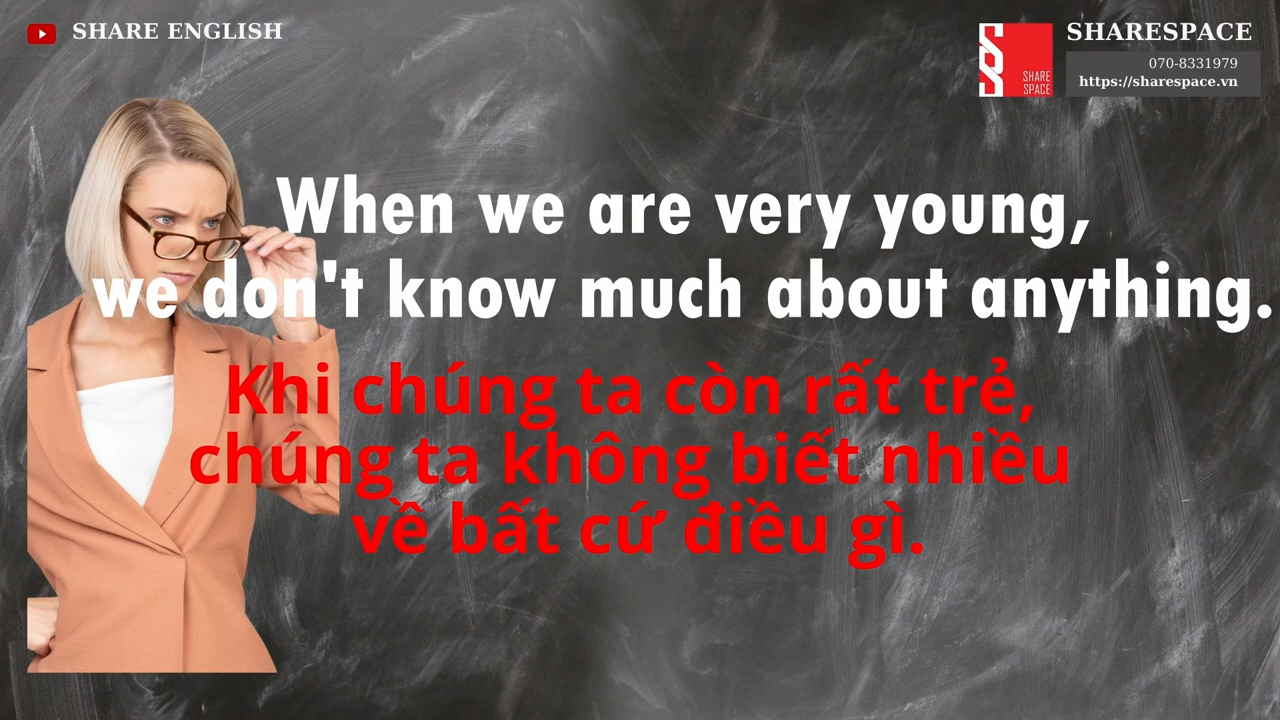 SHARE ENGLISH
SHARESPACE
070-8331979
https://sharespace.vn
SHARE
SPACE
When we are very young,
we don't know much about anything.
Khi chúng ta còn rất trẻ,
chúng ta không biết nhiều
về bất cứ điều gì.